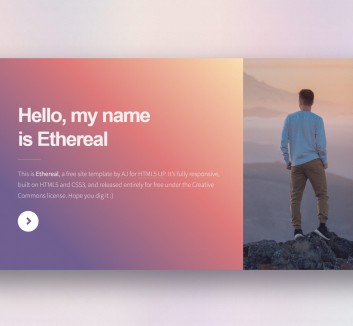 Hello, my name
is Ethereal
This is Ethereal, a free site template by AJ for HTML5 UP. It's fully responsive,
built on HTML5 and CSS3, and released entirely for free under the Creative
Commons license. Hope you dig it :)